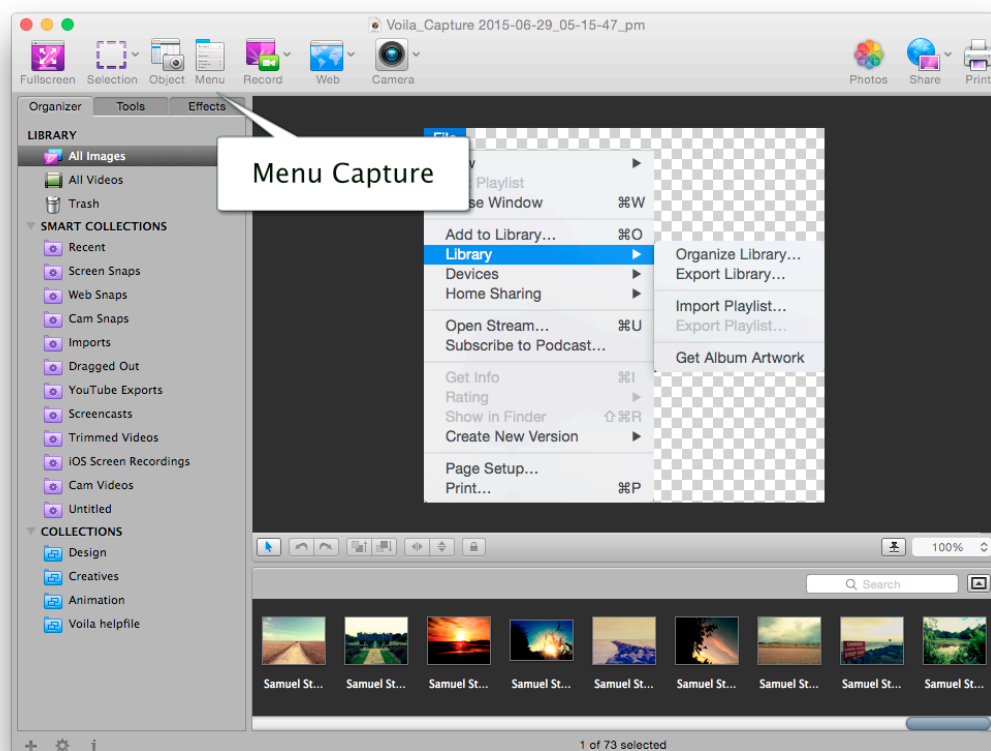 Voila_Capture 2015-06-29_05-15-47_pm
Fullscreen Selection Object Menu Record Web Camera Photos Share Print
Organizer Tools Effects
LIBRARY
All Images
All Videos
Trash
SMART COLLECTIONS
Recent
Screen Snaps
Web Snaps
Cam Snaps
Imports
Dragged Out
YouTube Exports
Screencasts
Trimmed Videos
iOS Screen Recordings
Cam Videos
Untitled
COLLECTIONS
Design
Creatives
Animation
Voila helpfile
Menu Capture
File
Playlist
Window ⌘W
Add to Library... ⌘O
Library
Devices
Home Sharing
Open Stream... ⌘U
Subscribe to Podcast...
Get Info ⌘I
Rating
Show in Finder ⇧⌘R
Create New Version
Page Setup...
Print... ⌘P
Organize Library...
Export Library...
Import Playlist...
Export Playlist...
Get Album Artwork
100%
Search
Samuel St... Samuel St... Samuel St... Samuel St... Samuel St... Samuel St... Samuel St... Samuel St... Samuel St...
1 of 73 selected